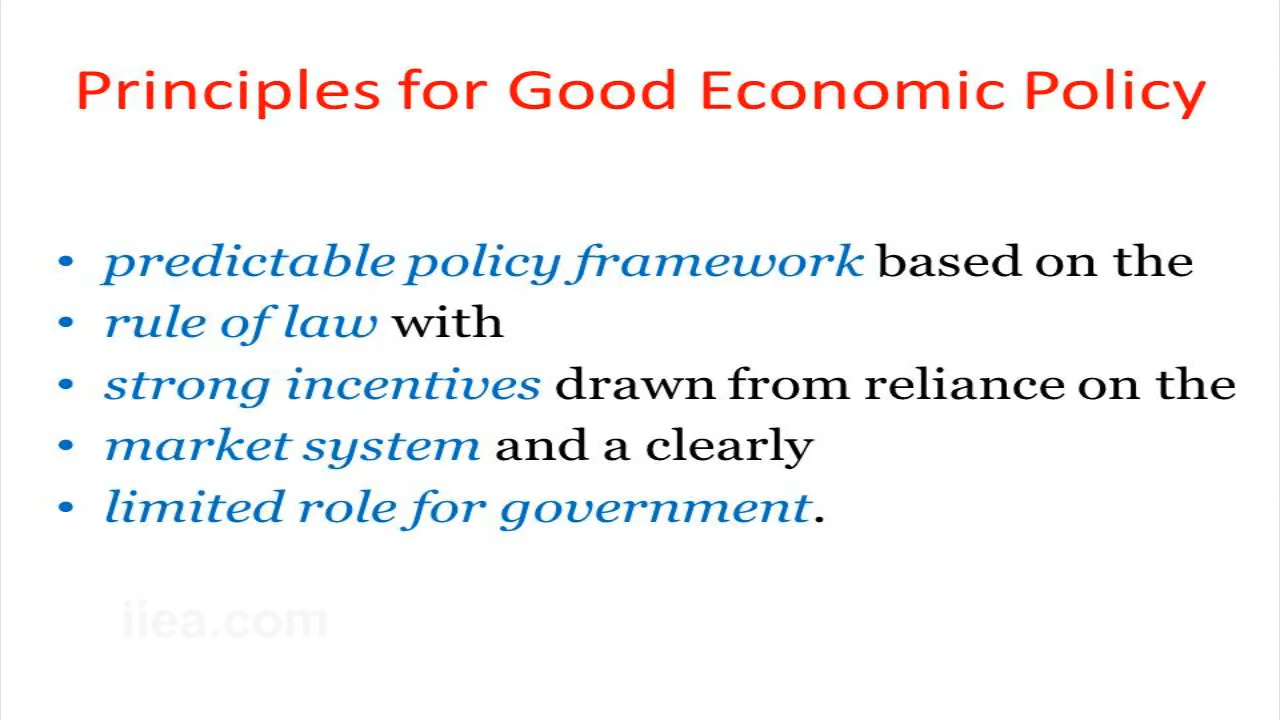 Principles for Good Economic Policy
• predictable policy framework based on the
• rule of law with
• strong incentives drawn from reliance on the
• market system and a clearly
• limited role for government.
iiea.com